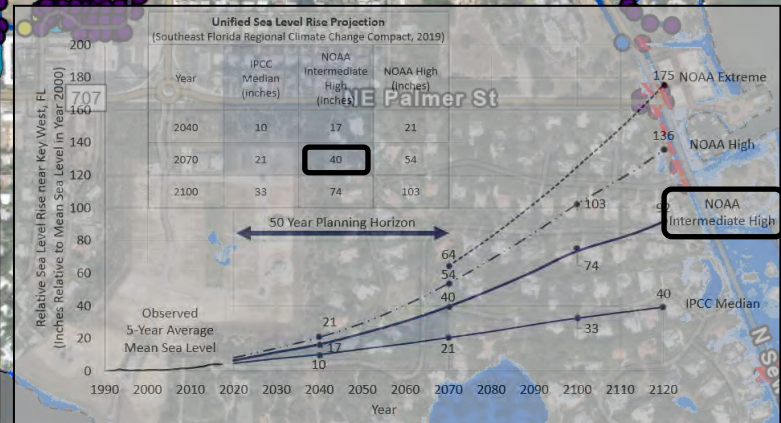 Unified Sea Level Rise Projection
(Southeast Florida Regional Climate Change Compact, 2019)
Year
IPCC
Median
(inches)
NOAA
Intermediate
High
(inches)
NOAA High
(inches)
2040 10 17 21
2070 21 40 54
2100 33 74 103
707
NE Palmer St
Relative Sea Level Rise near Key West, FL
(Inches Relative to Mean Sea Level in Year 2000)
200
180
160
140
120
100
80
60
40
20
0
50 Year Planning Horizon
Observed
5-Year Average
Mean Sea Level
175 NOAA Extreme
136
NOAA High
103
92
NOAA
Intermediate High
74
64
54
40
40
IPCC Median
33
21
21
17
10
1990 2000 2010 2020 2030 2040 2050 2060 2070 2080 2090 2100 2110 2120
Year
N Se